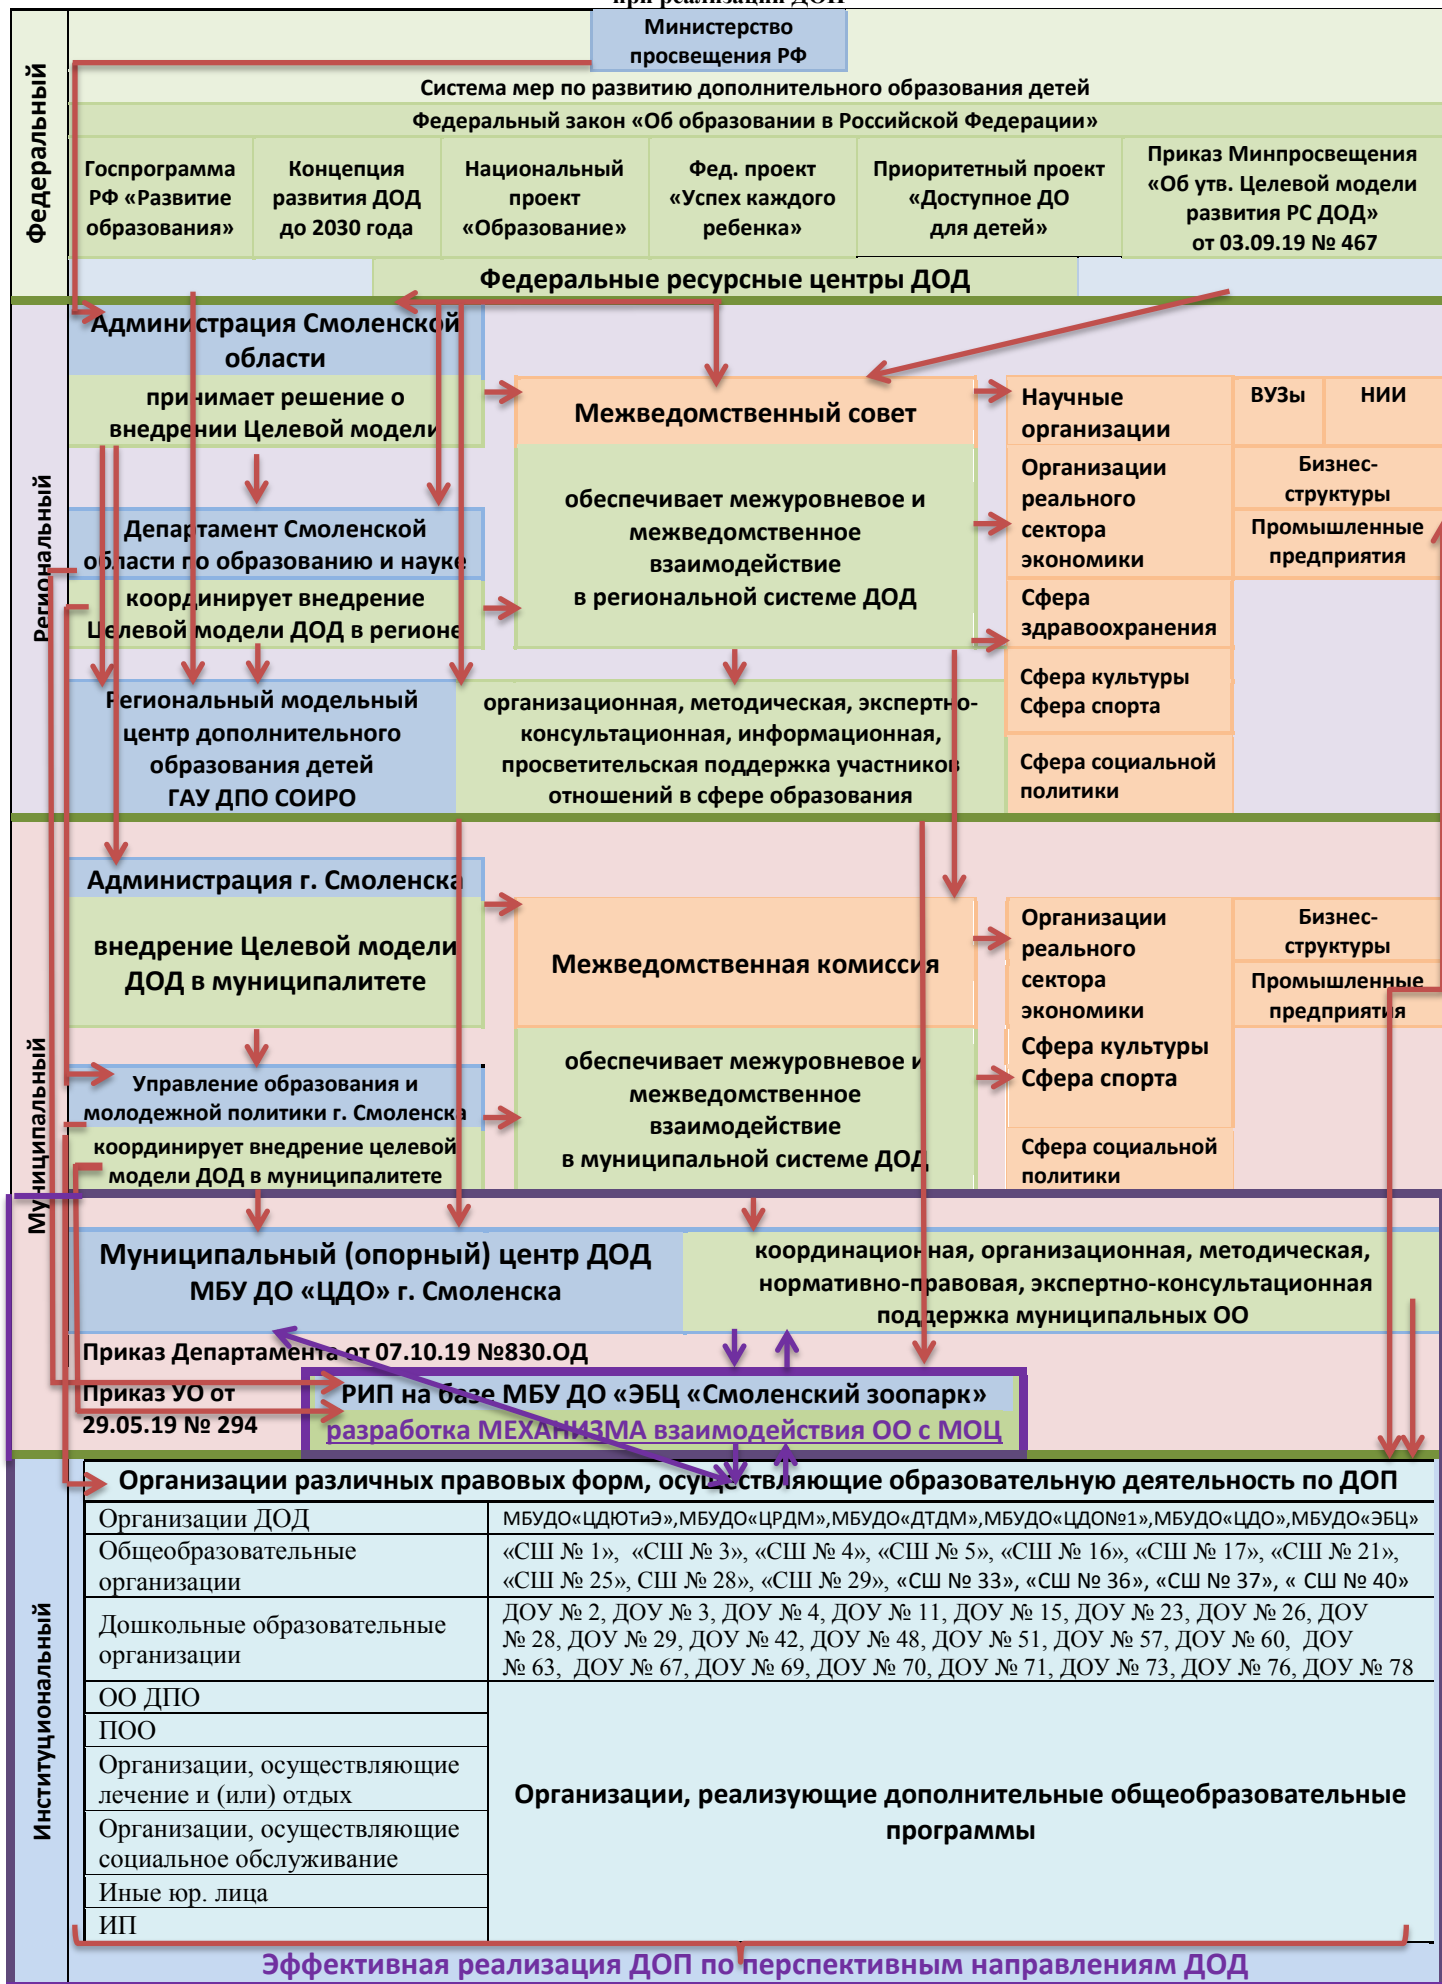 при реализации ДОП
Федеральный
Министерство
просвещения РФ
Система мер по развитию дополнительного образования детей
Федеральный закон «Об образовании в Российской Федерации»
Госпрограмма
РФ «Развитие
образования»
Концепция
развития ДОД
до 2030 года
Национальный
проект
«Образование»
Фед. проект
«Успех каждого
ребенка»
Приоритетный проект
«Доступное ДО
для детей»
Приказ Минпросвещения
«Об утв. Целевой модели
развития РС ДОД»
от 03.09.19 № 467
Федеральные ресурсные центры ДОД
Региональный
Администрация Смоленской
области
принимает решение о
внедрении Целевой модели
Департамент Смоленской
области по образованию и науке
координирует внедрение
Целевой модели ДОД в регионе
Региональный модельный
центр дополнительного
образования детей
ГАУ ДПО СОИРО
Межведомственный совет
обеспечивает межуровневое и
межведомственное
взаимодействие
в региональной системе ДОД
организационная, методическая, экспертно-
консультационная, информационная,
просветительская поддержка участников
отношений в сфере образования
Научные
организации
ВУЗы
НИИ
Организации
реального
сектора
экономики
Бизнес-
структуры
Промышленные
предприятия
Сфера
здравоохранения
Сфера культуры
Сфера спорта
Сфера социальной
политики
Муниципальный
Администрация г. Смоленска
внедрение Целевой модели
ДОД в муниципалитете
Управление образования и
молодежной политики г. Смоленска
координирует внедрение целевой
модели ДОД в муниципалитете
Межведомственная комиссия
обеспечивает межуровневое и
межведомственное
взаимодействие
в муниципальной системе ДОД
Организации
реального
сектора
экономики
Бизнес-
структуры
Промышленные
предприятия
Сфера культуры
Сфера спорта
Сфера социальной
политики
Муниципальный (опорный) центр ДОД
МБУ ДО «ЦДО» г. Смоленска
координационная, организационная, методическая,
нормативно-правовая, экспертно-консультационная
поддержка муниципальных ОО
Приказ Департамента от 07.10.19 №830.ОД
Приказ УО от
29.05.19 № 294
РИП на базе МБУ ДО «ЭБЦ «Смоленский зоопарк»
разработка МЕХАНИЗМА взаимодействия ОО с МОЦ
Институциональный
Организации различных правовых форм, осуществляющие образовательную деятельность по ДОП
Организации ДОД
МБУДО«ЦДЮТиЭ»,МБУДО«ЦРДМ»,МБУДО«ДТДМ»,МБУДО«ЦДО№1»,МБУДО«ЦДО»,МБУДО«ЭБЦ»
Общеобразовательные
организации
«СШ № 1», «СШ № 3», «СШ № 4», «СШ № 5», «СШ № 16», «СШ № 17», «СШ № 21»,
«СШ № 25», СШ № 28», «СШ № 29», «СШ № 33», «СШ № 36», «СШ № 37», « СШ № 40»
Дошкольные образовательные
организации
ДОУ № 2, ДОУ № 3, ДОУ № 4, ДОУ № 11, ДОУ № 15, ДОУ № 23, ДОУ № 26, ДОУ
№ 28, ДОУ № 29, ДОУ № 42, ДОУ № 48, ДОУ № 51, ДОУ № 57, ДОУ № 60, ДОУ
№ 63, ДОУ № 67, ДОУ № 69, ДОУ № 70, ДОУ № 71, ДОУ № 73, ДОУ № 76, ДОУ № 78
ОО ДПО
ПОО
Организации, осуществляющие
лечение и (или) отдых
Организации, осуществляющие
социальное обслуживание
Иные юр. лица
ИП
Организации, реализующие дополнительные общеобразовательные
программы
Эффективная реализация ДОП по перспективным направлениям ДОД